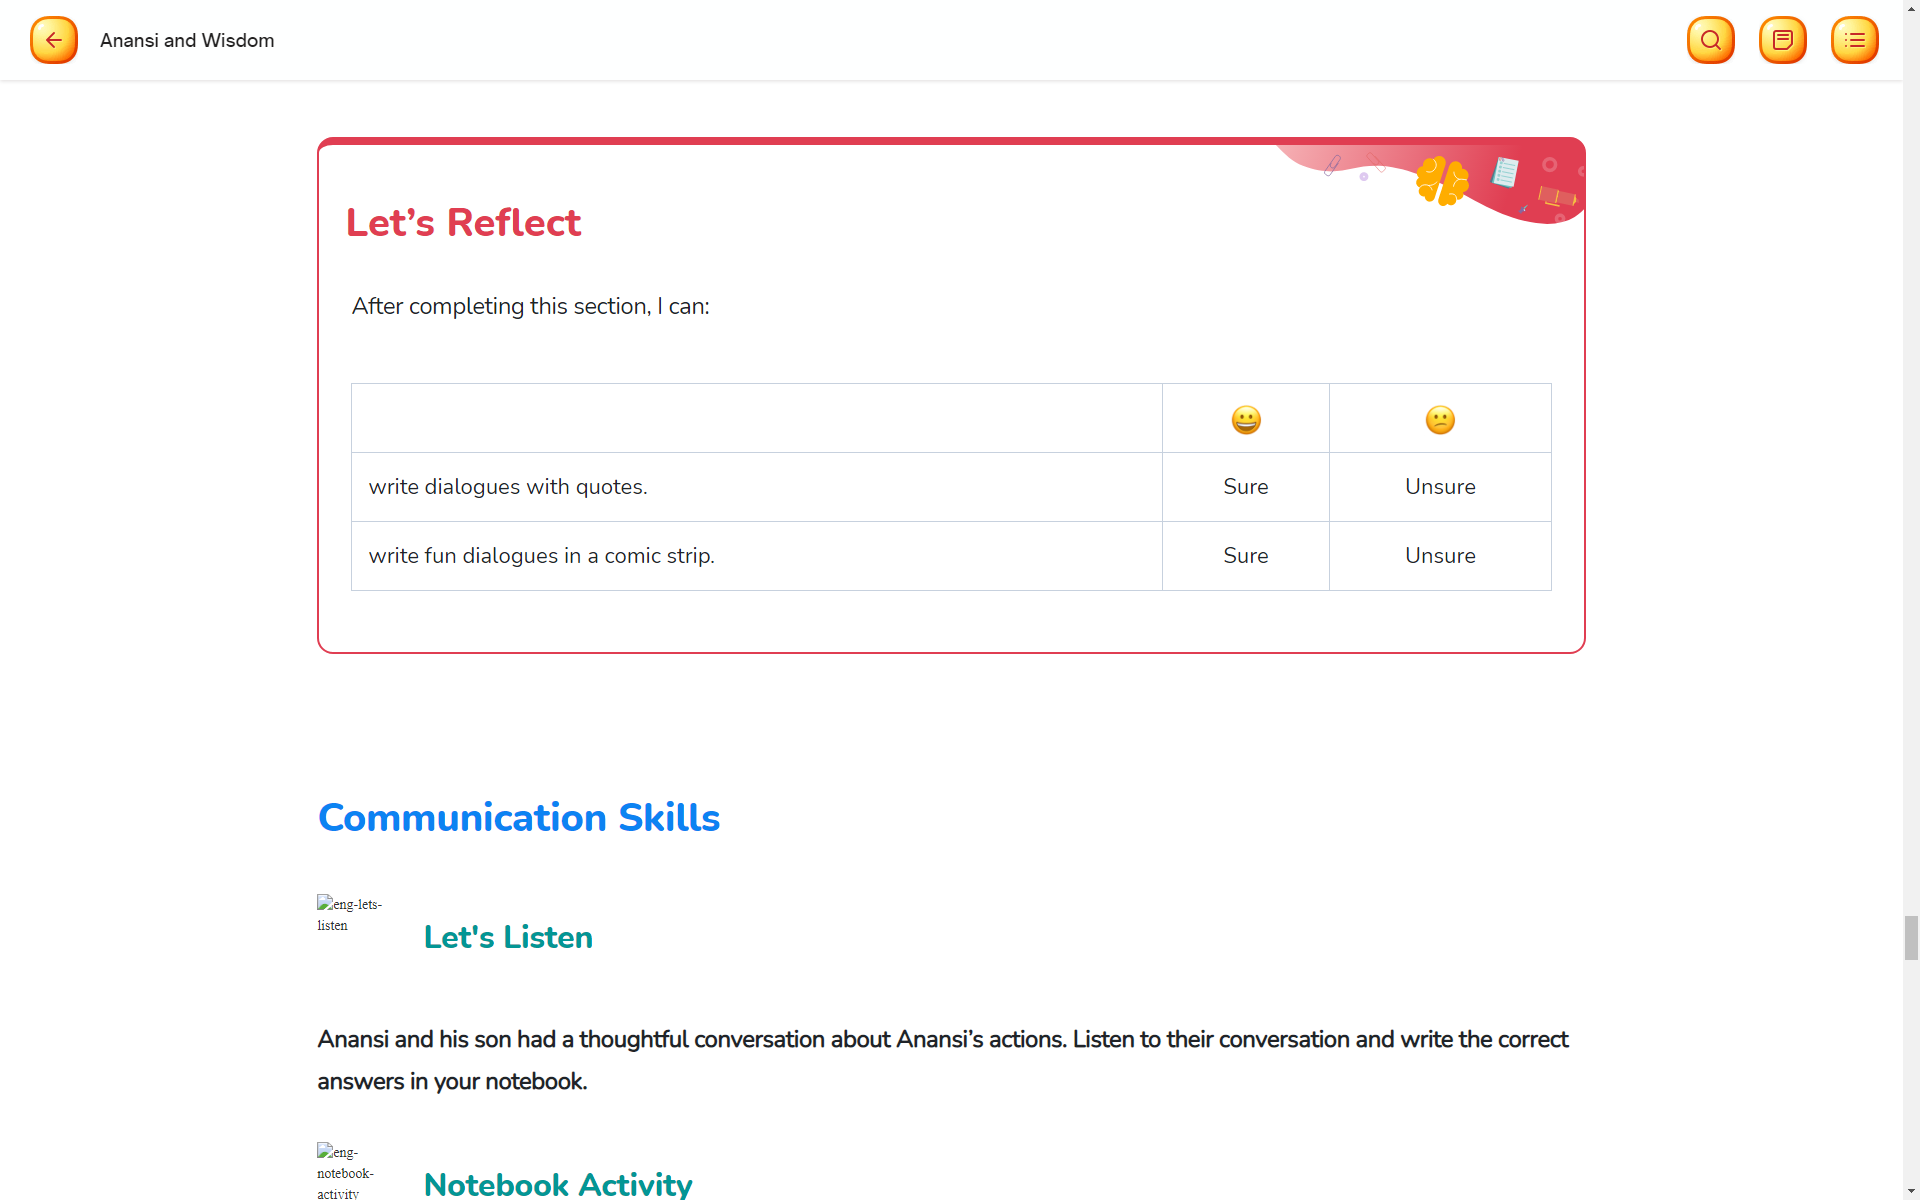 Anansi and Wisdom
Let’s Reflect
After completing this section, I can:
write dialogues with quotes.
Sure
Unsure
write fun dialogues in a comic strip.
Sure
Unsure
Communication Skills
eng-lets-
listen
Let's Listen
Anansi and his son had a thoughtful conversation about Anansi’s actions. Listen to their conversation and write the correct
answers in your notebook.
eng-
notebook-
activity
Notebook Activity